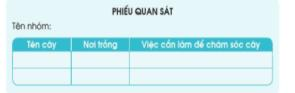 PHIẾU QUAN SÁT
Tên nhóm:
Tên cây Nơi trồng Việc cần làm để chăm sóc cây